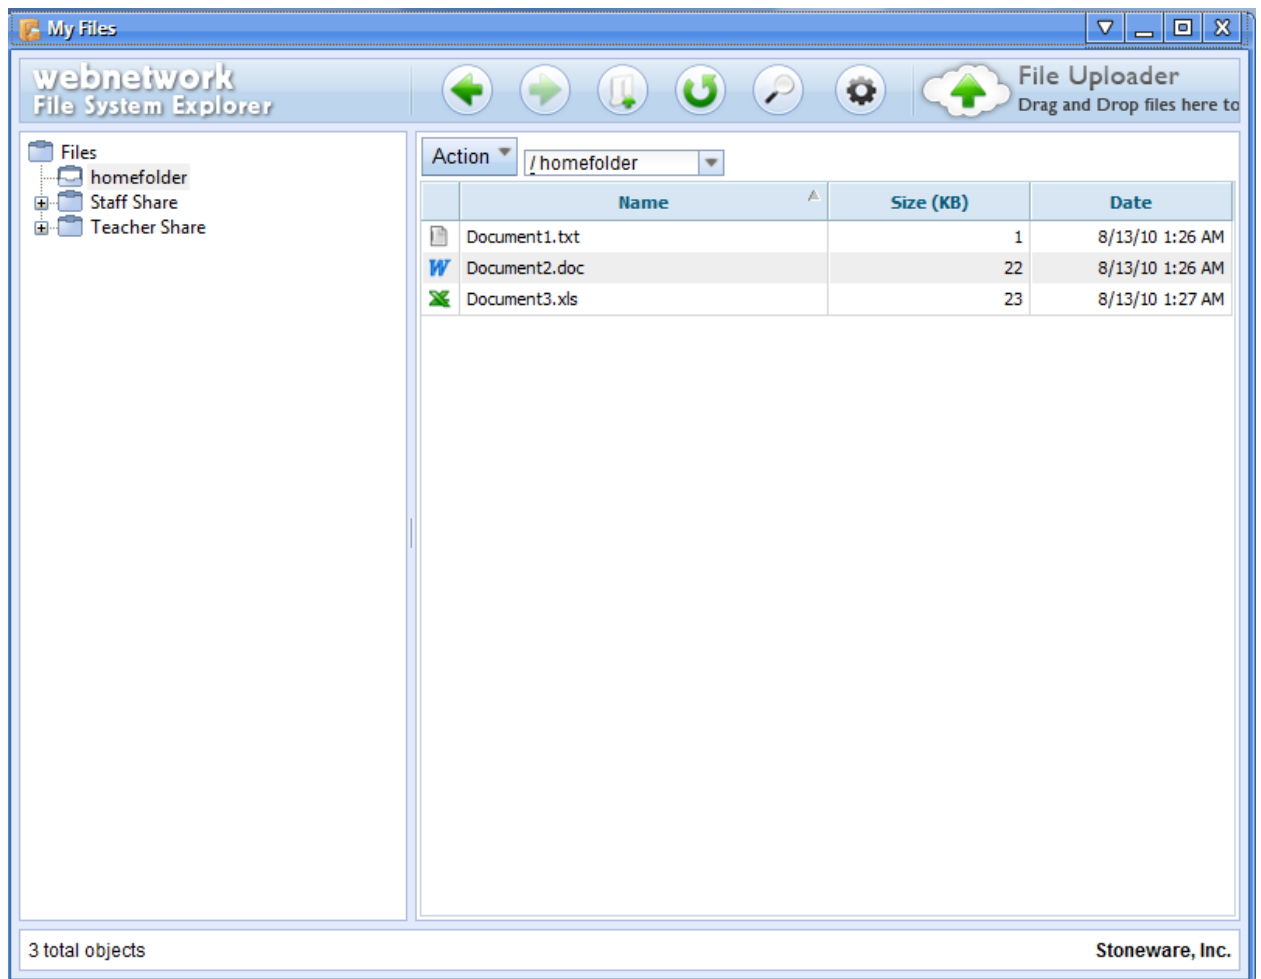 My Files
webnetwork
File System Explorer
File Uploader
Drag and Drop files here to
Files
homefolder
Staff Share
Teacher Share
Action
/ homefolder
Name Size (KB) Date
Document1.txt 1 8/13/10 1:26 AM
Document2.doc 22 8/13/10 1:26 AM
Document3.xls 23 8/13/10 1:27 AM
3 total objects
Stoneware, Inc.